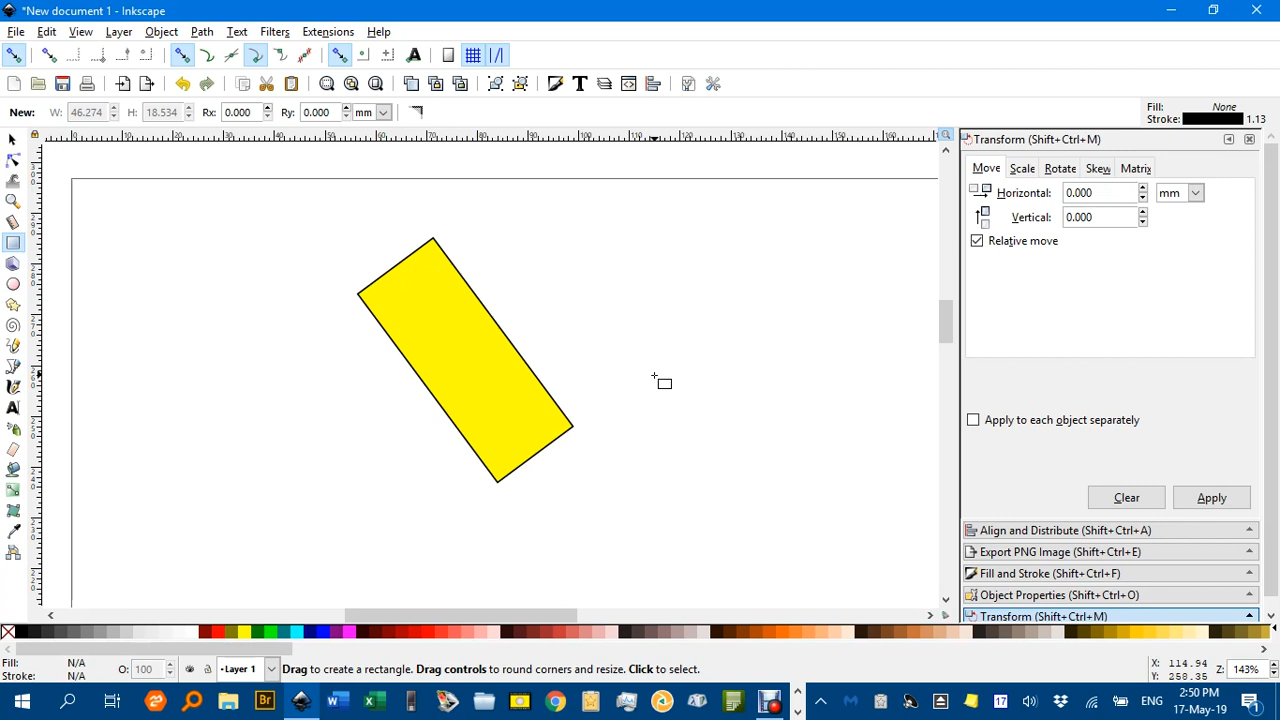 *New document 1 - Inkscape
File Edit View Layer Object Path Text Filters Extensions Help
New: W: 46.274 H: 18.534 Rx: 0.000 Ry: 0.000 mm
Fill: None
Stroke: 1.13
Transform (Shift+Ctrl+M)
Move Scale Rotate Skew Matrix
Horizontal: 0.000 mm
Vertical: 0.000
Relative move
Apply to each object separately
Clear Apply
Align and Distribute (Shift+Ctrl+A)
Export PNG Image (Shift+Ctrl+E)
Fill and Stroke (Shift+Ctrl+F)
Object Properties (Shift+Ctrl+O)
Transform (Shift+Ctrl+M)
Fill: N/A
Stroke: N/A
O: 100
Layer 1
Drag to create a rectangle. Drag controls to round corners and resize. Click to select.
X: 114.94
Y: 258.35
Z: 143%
Br
17
ENG
2:50 PM
17-May-19
1